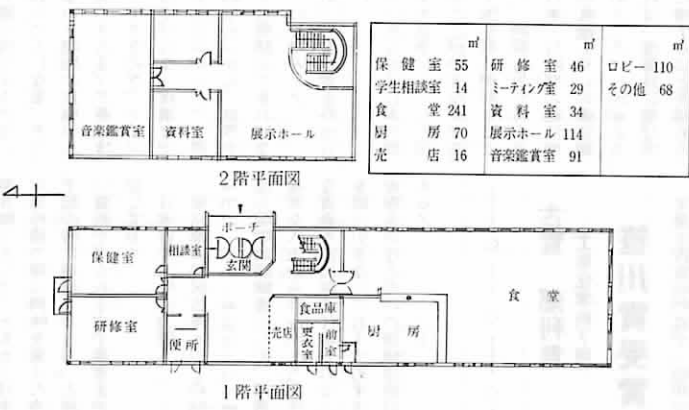 音楽鑑賞室 資料室 展示ホール
2階平面図
㎡ ㎡ ㎡
保健室 55 研修室 46 ロビー 110
学生相談室 14 ミーティング室 29 その他 68
食堂 241 資料室 34
厨房 70 展示ホール 114
売店 16 音楽鑑賞室 91
ポーチ
玄関
保健室 相談室
食堂
研修室 便所 売店 食品庫 更衣室 前室 厨房
1階平面図